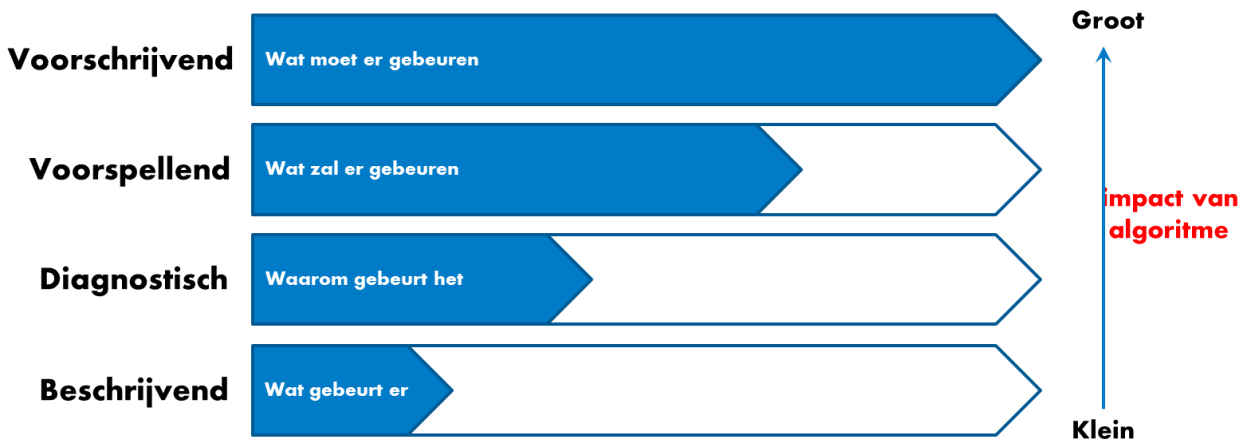 Groot
Voorschrijvend
Wat moet er gebeuren
Voorspellend
Wat zal er gebeuren
impact van
algoritme
Diagnostisch
Waarom gebeurt het
Beschrijvend
Wat gebeurt er
Klein